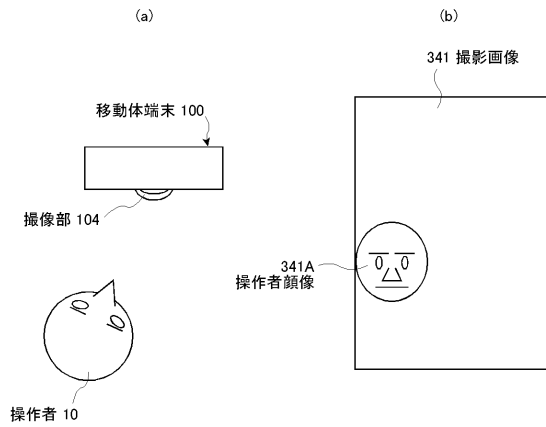 (a)
(b)
341 撮影画像
移動体端末 100
撮像部 104
341A
操作者顔像
操作者 10